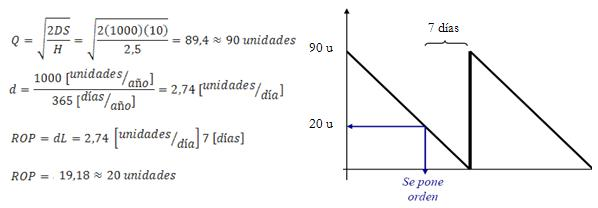 Q = √(2DS/H) = √(2(1000)(10)/2,5) = 89,4 ≈ 90 unidades
d = 1000 [unidades/año] / 365 [días/año] = 2,74 [unidades/día]
ROP = dL = 2,74 [unidades/día] 7 [días]
ROP = 19,18 ≈ 20 unidades
7 días
90 u
20 u
Se pone
orden